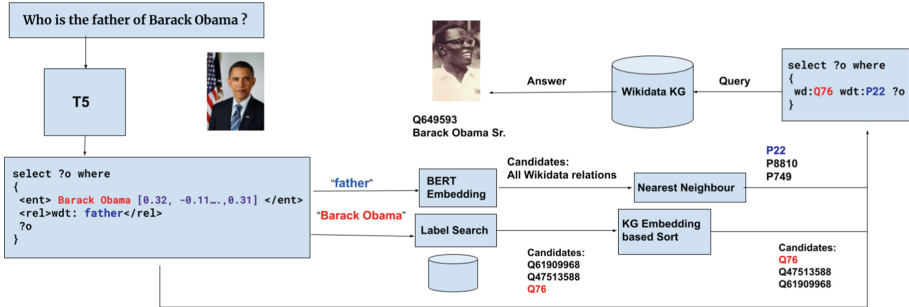 Who is the father of Barack Obama ?
T5
select ?o where
{
<ent> Barack Obama [0.32, -0.11….,0.31] </ent>
<rel>wdt: father</rel>
?o
}
"father"
BERT
Embedding
Candidates:
All Wikidata relations
Nearest Neighbour
P22
P8810
P749
"Barack Obama"
Label Search
Candidates:
Q61909968
Q47513588
Q76
KG Embedding
based Sort
Candidates:
Q76
Q47513588
Q61909968
select ?o where
{
wd:Q76 wdt:P22 ?o
}
Query
Wikidata KG
Answer
Q649593
Barack Obama Sr.